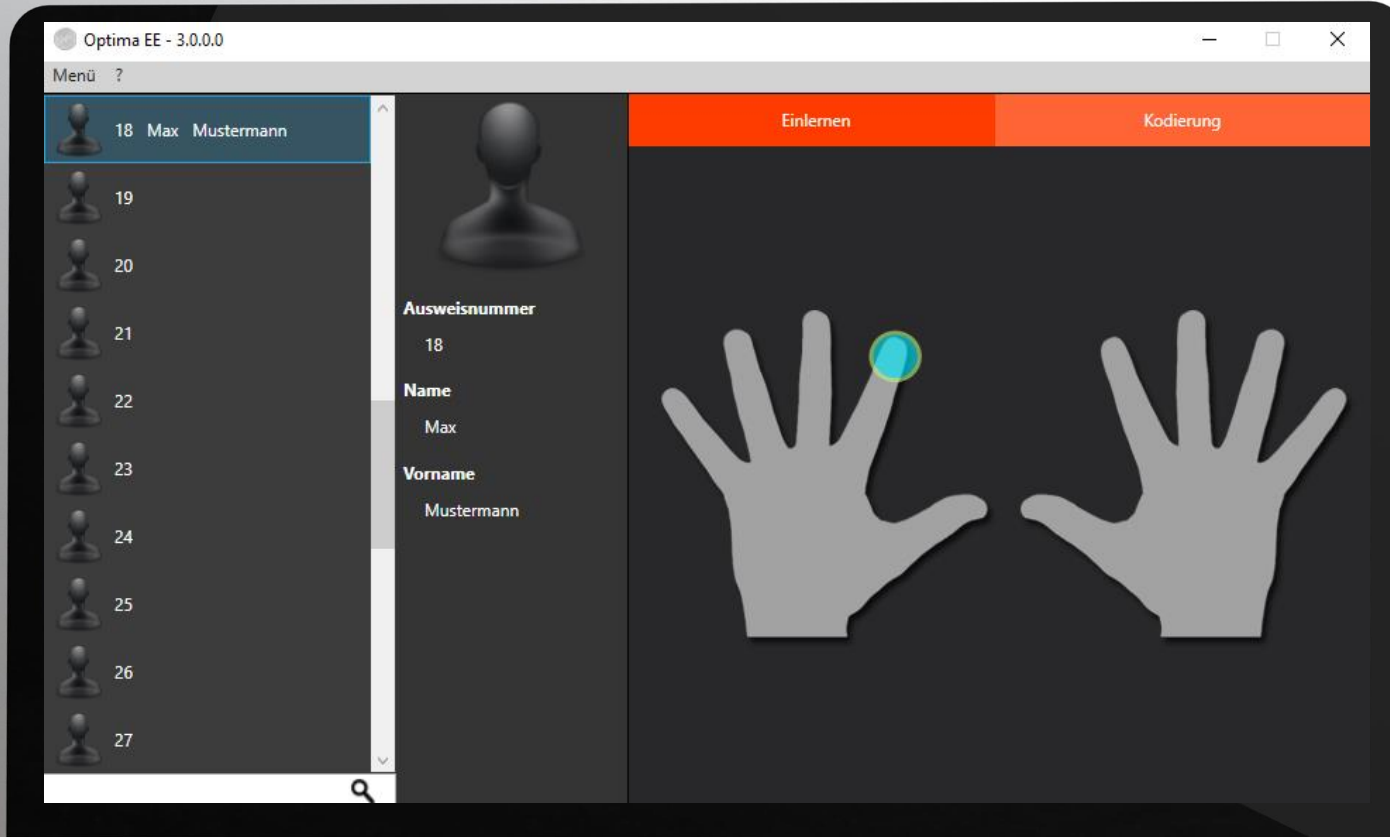 Optima EE - 3.0.0.0
Menü ?
18 Max Mustermann
19
20
21
22
23
24
25
26
27
Ausweisnummer
18
Name
Max
Vorname
Mustermann
Einlernen
Kodierung